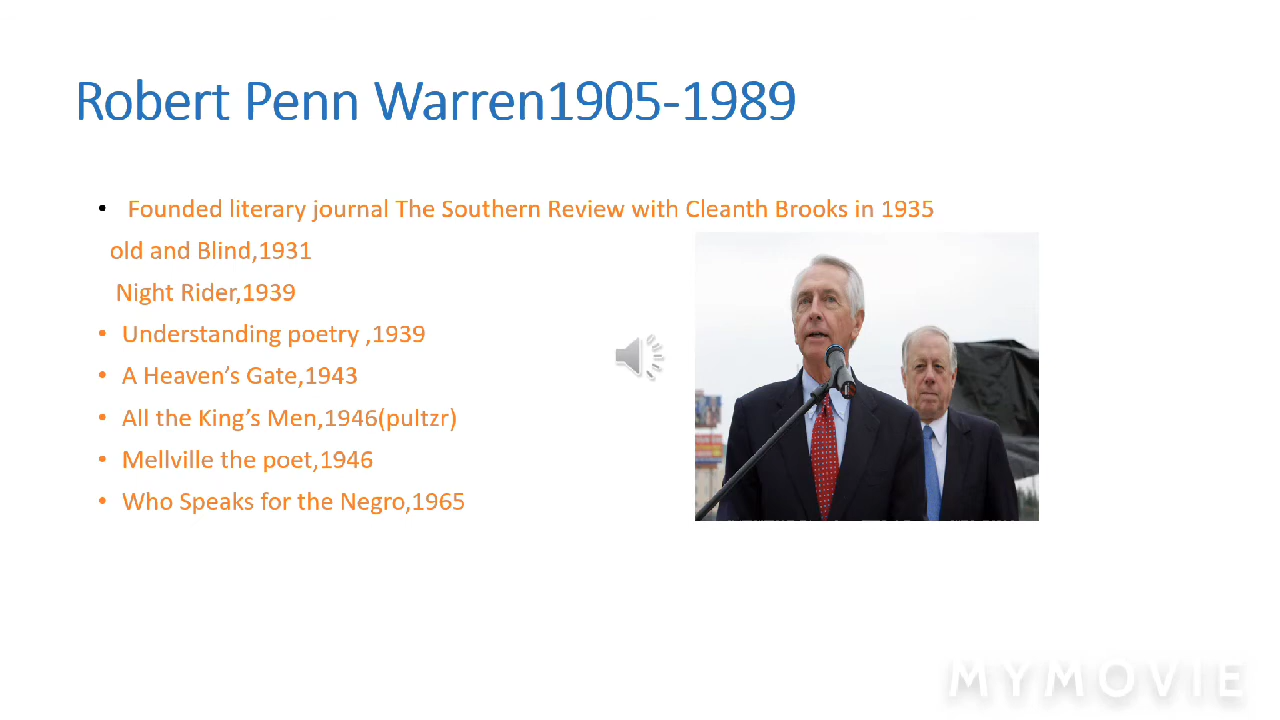 Robert Penn Warren1905-1989
• Founded literary journal The Southern Review with Cleanth Brooks in 1935
old and Blind,1931
Night Rider,1939
• Understanding poetry ,1939
• A Heaven’s Gate,1943
• All the King’s Men,1946(pultzr)
• Mellville the poet,1946
• Who Speaks for the Negro,1965
MYMOVIE